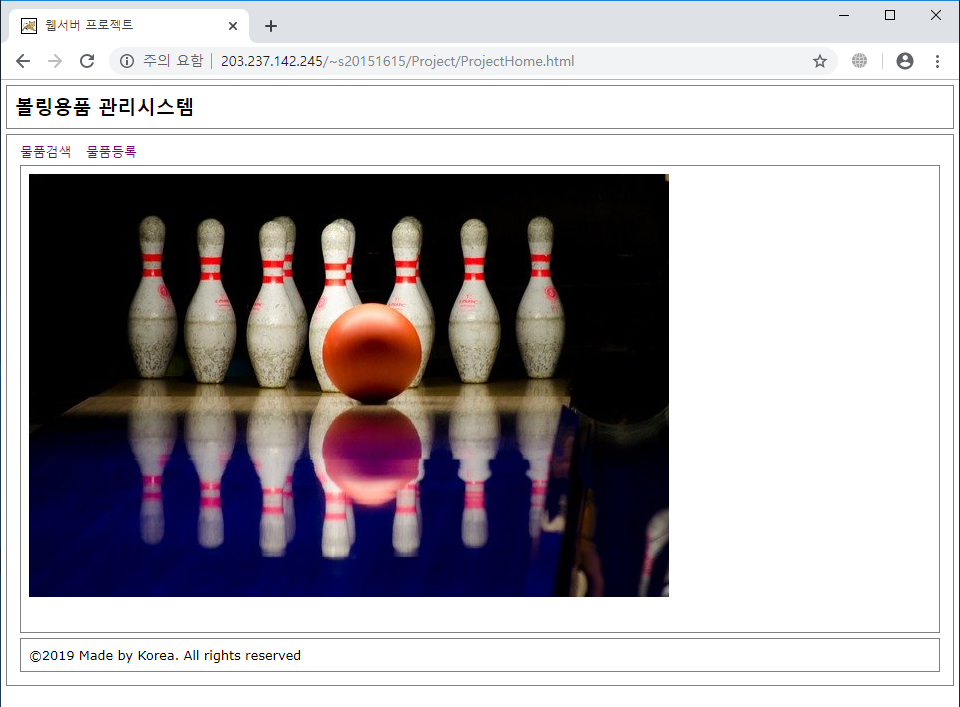 웹서버 프로젝트
주의 요함 | 203.237.142.245/~s20151615/Project/ProjectHome.html
볼링용품 관리시스템
물품검색 물품등록
©2019 Made by Korea. All rights reserved